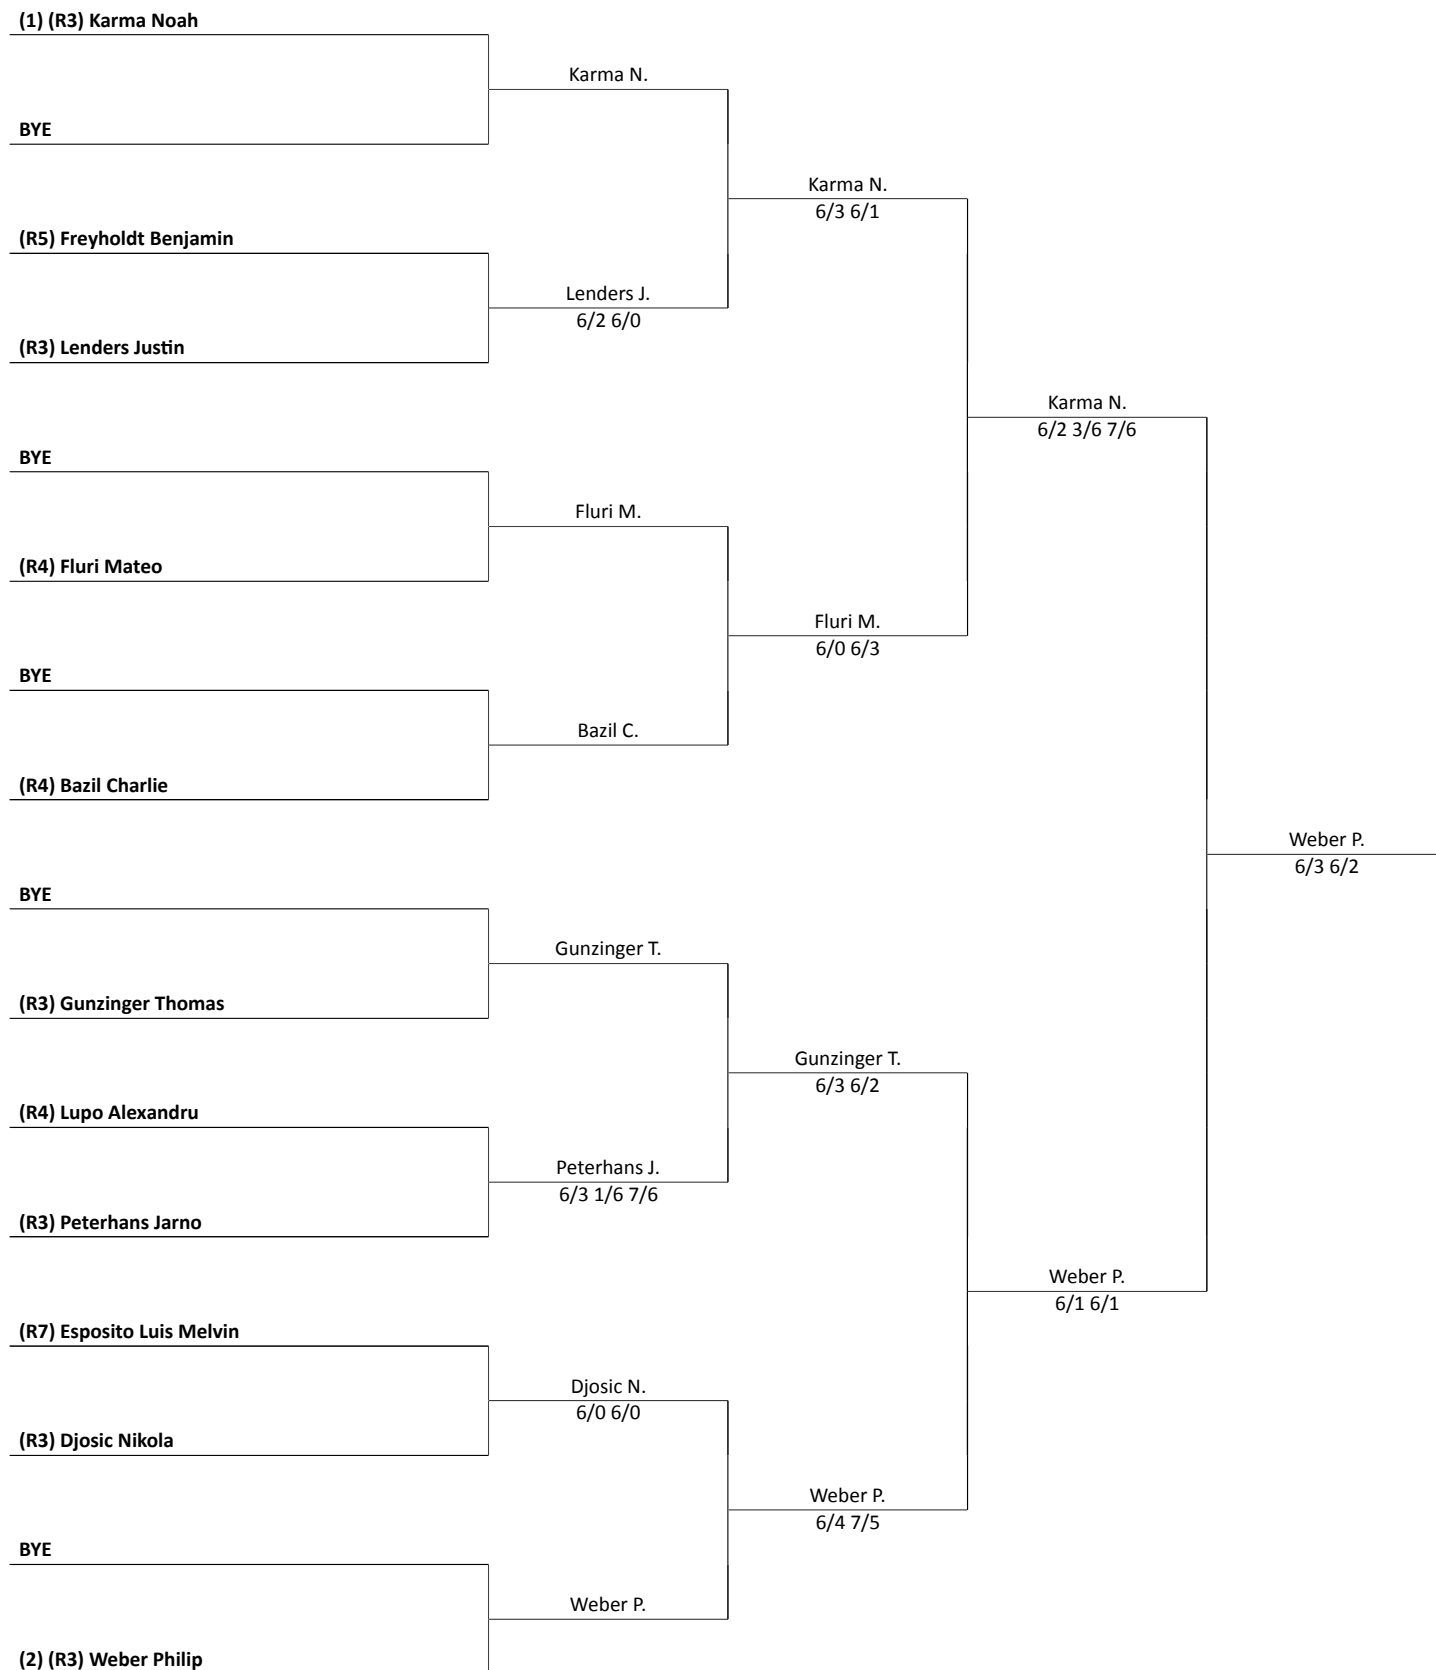 (1) (R3) Karma Noah
Karma N.
BYE
Karma N.
6/3 6/1
(R5) Freyholdt Benjamin
Lenders J.
6/2 6/0
(R3) Lenders Justin
Karma N.
6/2 3/6 7/6
BYE
Fluri M.
(R4) Fluri Mateo
Fluri M.
6/0 6/3
BYE
Bazil C.
(R4) Bazil Charlie
Weber P.
6/3 6/2
BYE
Gunzinger T.
(R3) Gunzinger Thomas
Gunzinger T.
6/3 6/2
(R4) Lupo Alexandru
Peterhans J.
6/3 1/6 7/6
(R3) Peterhans Jarno
Weber P.
6/1 6/1
(R7) Esposito Luis Melvin
Djosic N.
6/0 6/0
(R3) Djosic Nikola
Weber P.
6/4 7/5
BYE
Weber P.
(2) (R3) Weber Philip